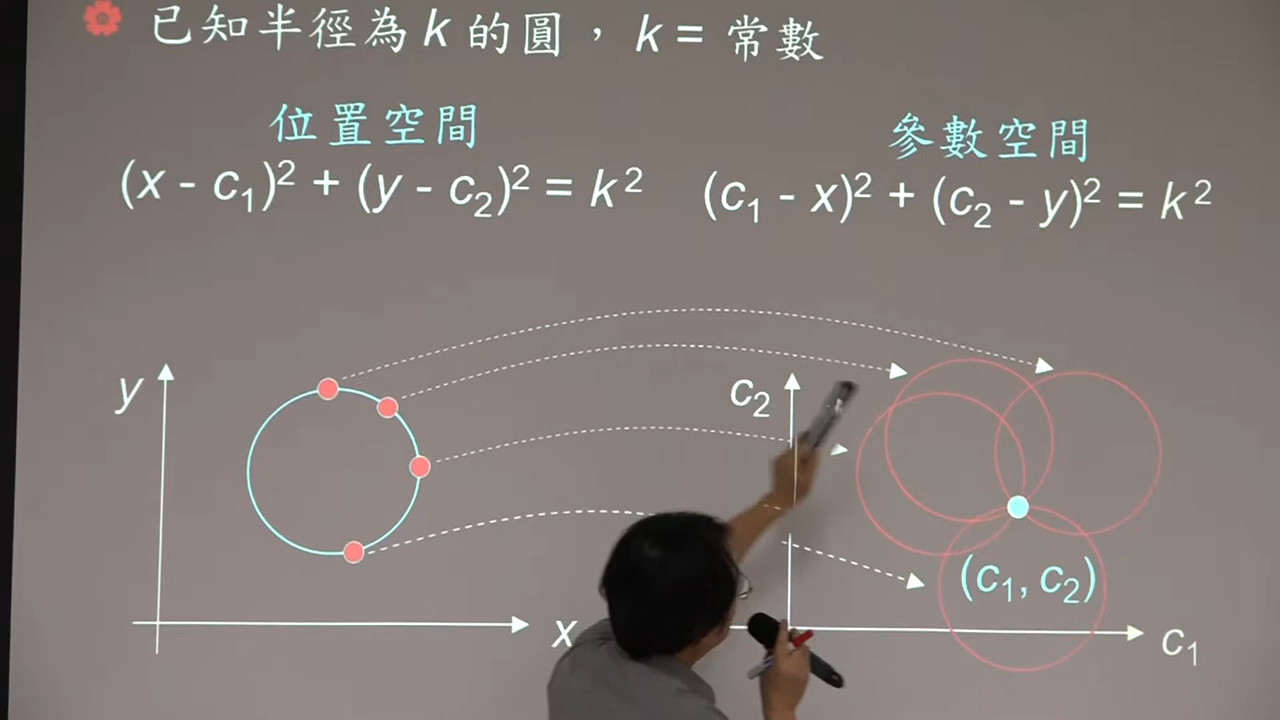 已知半徑為 k 的圓，k = 常數
位置空間
參數空間
(x - c₁)² + (y - c₂)² = k²
(c₁ - x)² + (c₂ - y)² = k²
y
x
c₂
(c₁, c₂)
c₁